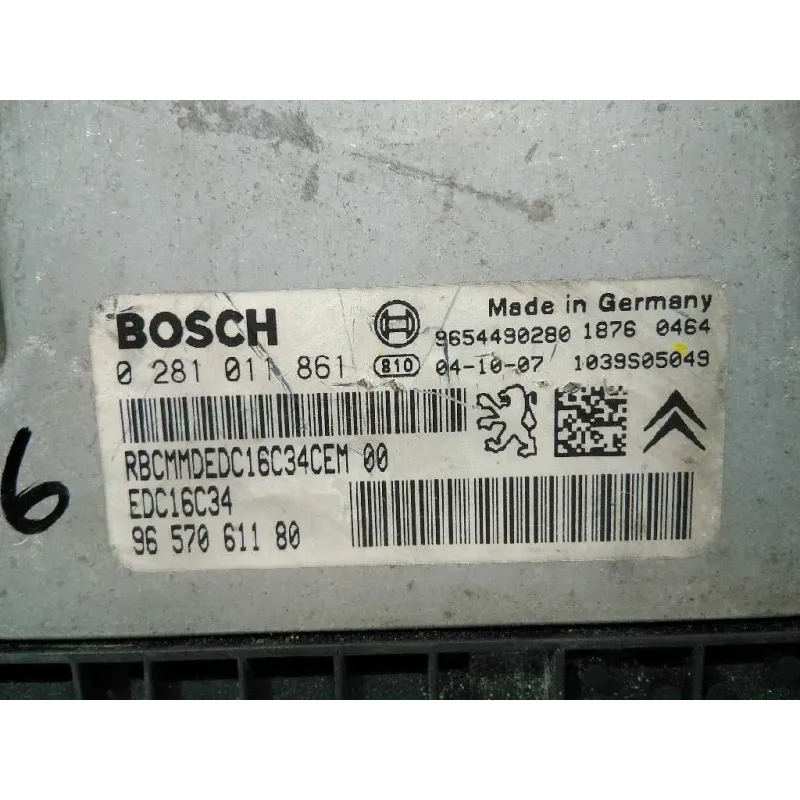 BOSCH
Made in Germany
9654490280 1876 0464
0 281 011 861 810 04-10-07 1039S05049
RBCMMDEDC16C34CEM 00
EDC16C34
96 570 611 80
6